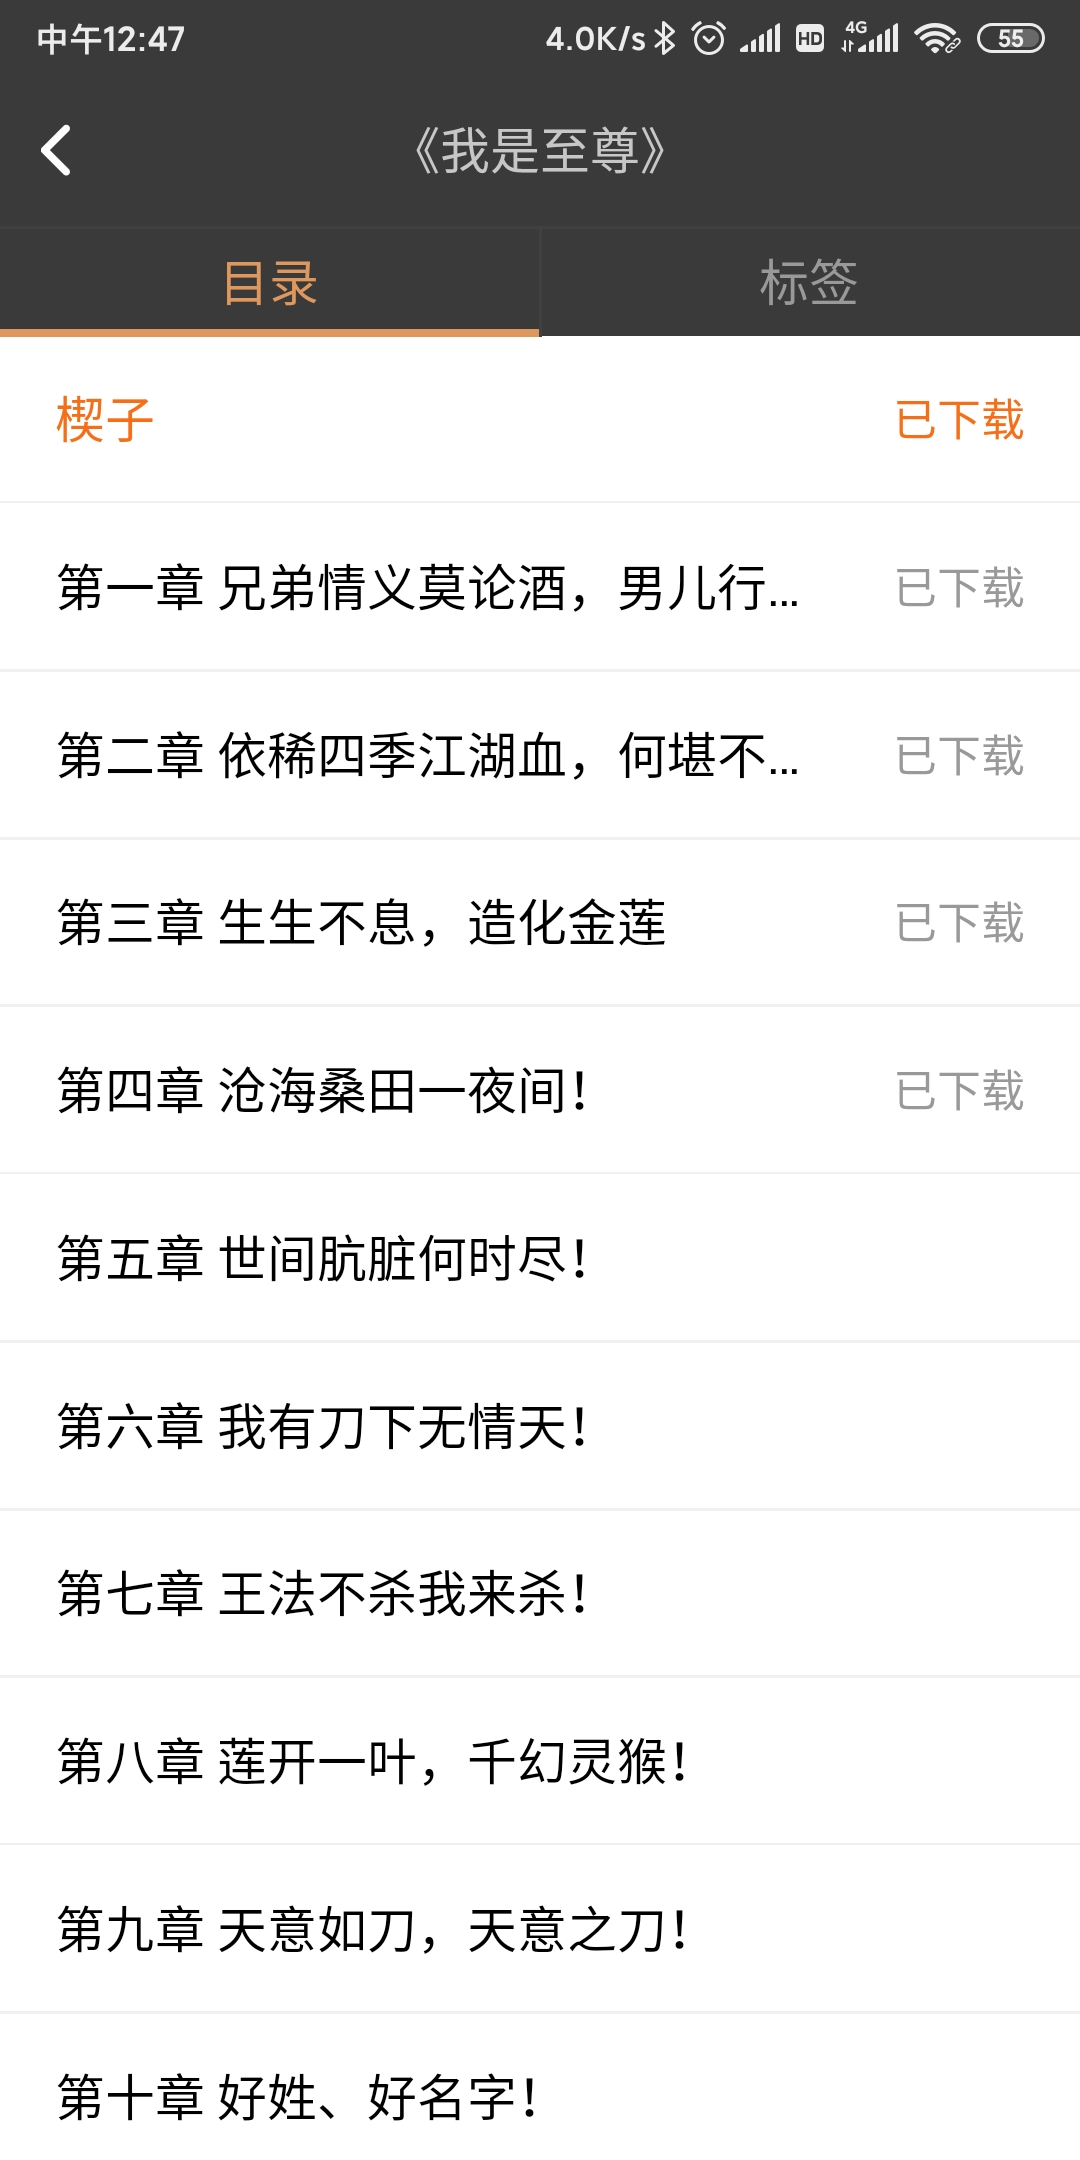 中午12:47 4.0K/s HD 4G 55
《我是至尊》
目录 标签
楔子 已下载
第一章 兄弟情义莫论酒，男儿行... 已下载
第二章 依稀四季江湖血，何堪不... 已下载
第三章 生生不息，造化金莲 已下载
第四章 沧海桑田一夜间！ 已下载
第五章 世间肮脏何时尽！
第六章 我有刀下无情天！
第七章 王法不杀我来杀！
第八章 莲开一叶，千幻灵猴！
第九章 天意如刀，天意之刀！
第十章 好姓、好名字！